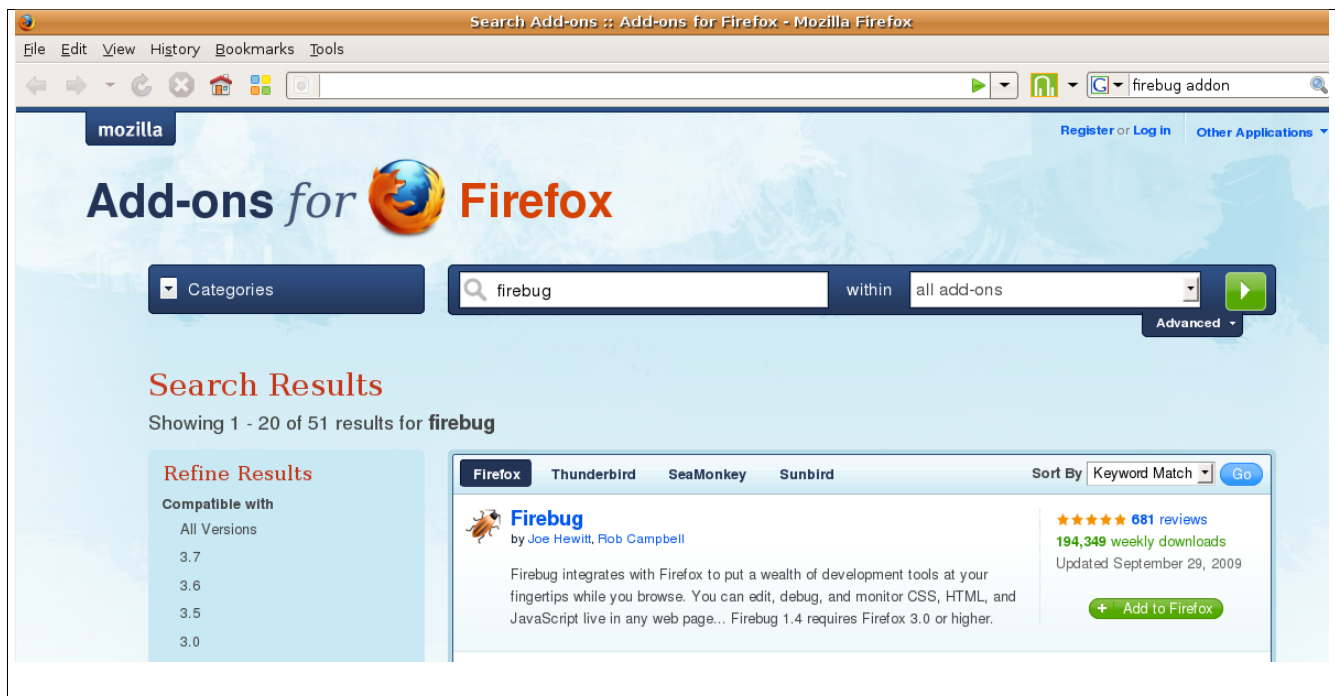 Search Add-ons :: Add-ons for Firefox - Mozilla Firefox
File Edit View History Bookmarks Tools
G firebug addon
mozilla
Register or Log in Other Applications
Add-ons for Firefox
Categories
firebug within all add-ons
Advanced
Search Results
Showing 1 - 20 of 51 results for firebug
Refine Results
Compatible with
All Versions
3.7
3.6
3.5
3.0
Firefox Thunderbird SeaMonkey Sunbird Sort By Keyword Match Go
Firebug
by Joe Hewitt, Rob Campbell
Firebug integrates with Firefox to put a wealth of development tools at your
fingertips while you browse. You can edit, debug, and monitor CSS, HTML, and
JavaScript live in any web page... Firebug 1.4 requires Firefox 3.0 or higher.
681 reviews
194,349 weekly downloads
Updated September 29, 2009
+ Add to Firefox